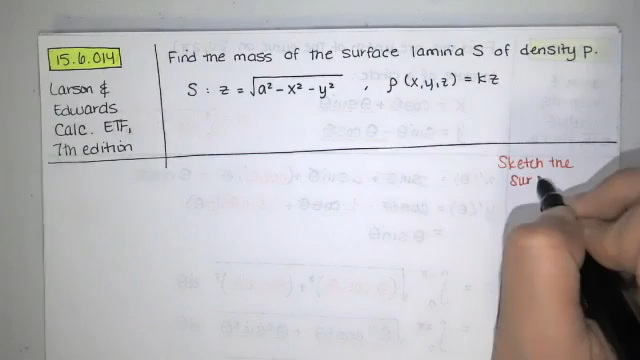 15.6.014
Larson &
Edwards
Calc. ETF,
7th edition
Find the mass of the surface lamina S of density ρ.
S : z = √(a² - x² - y²) , ρ(x,y,z) = kz
Sketch the
sur